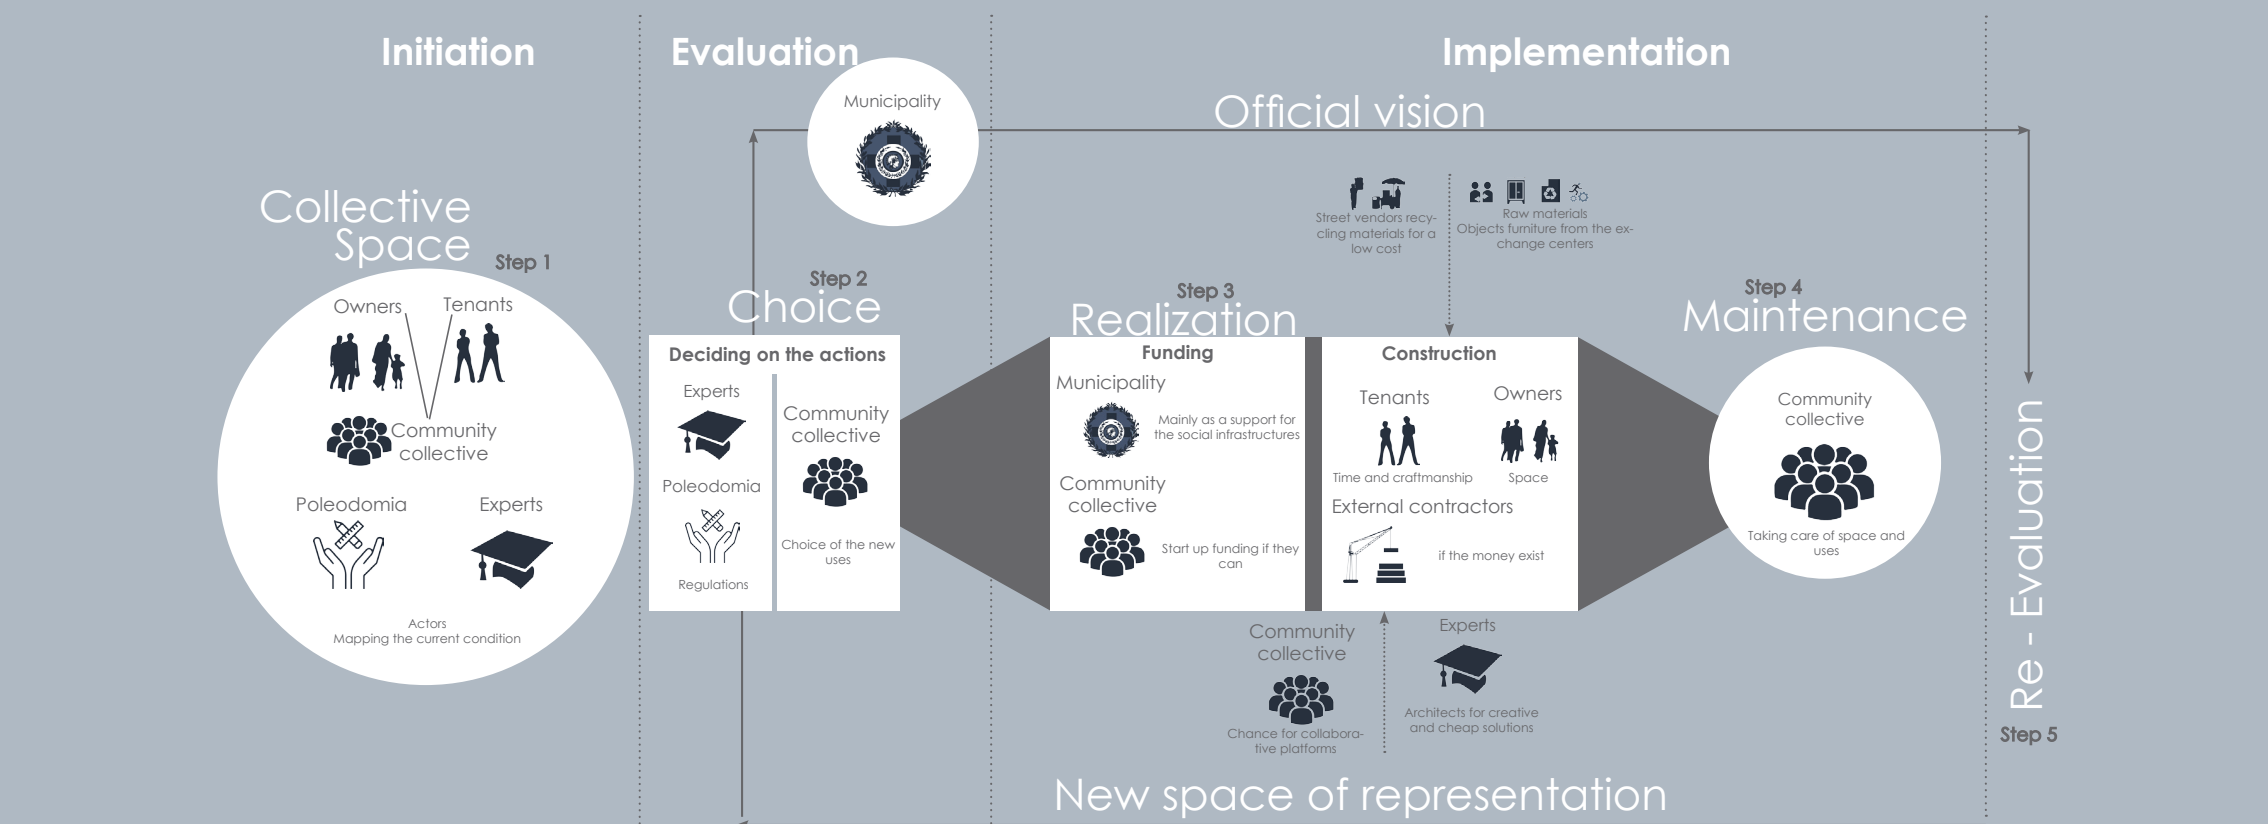 Initiation
Evaluation
Implementation
Municipality
Official vision
Collective
Space
Step 1
Owners
Tenants
Community
collective
Poleodomia
Experts
Actors
Mapping the current condition
Step 2
Choice
Deciding on the actions
Experts
Poleodomia
Regulations
Community
collective
Choice of the new
uses
Street vendors recy-
cling materials for a
low cost
Raw materials
Objects furniture from the ex-
change centers
Step 3
Realization
Funding
Municipality
Mainly as a support for
the social infrastructures
Community
collective
Start up funding if they
can
Construction
Tenants
Time and craftmanship
Owners
Space
External contractors
if the money exist
Community
collective
Chance for collabora-
tive platforms
Experts
Architects for creative
and cheap solutions
Step 4
Maintenance
Community
collective
Taking care of space and
uses
Re - Evaluation
Step 5
New space of representation